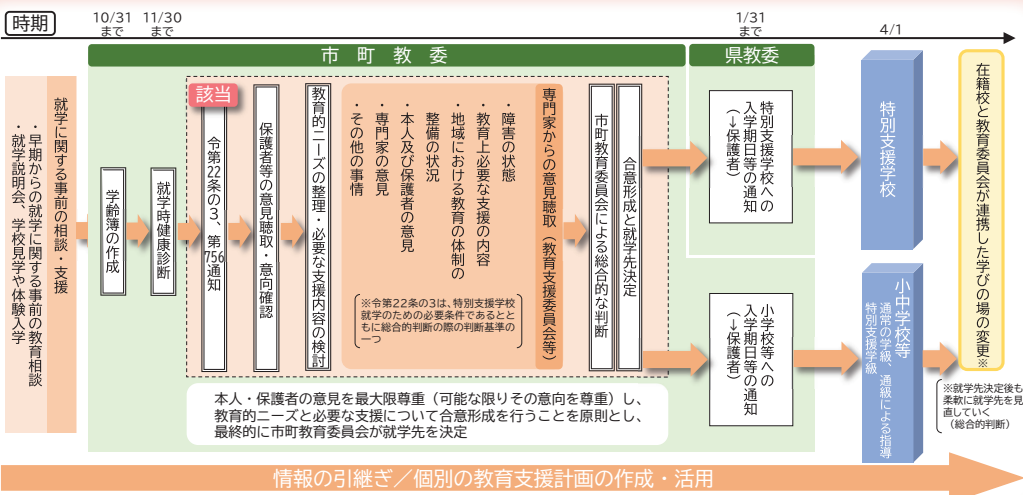 時期
10/31
まで
11/30
まで
1/31
まで
4/1
市町教委
県教委
就学に関する事前の相談・支援
・早期からの就学に関する事前の教育相談
・就学説明会、学校見学や体験入学
学齢簿の作成
就学時健康診断
該当
令第22条の3、第756通知
保護者等の意見聴取・意向確認
教育的ニーズの整理・必要な支援内容の検討
専門家からの意見聴取（教育支援委員会等）
・障害の状態
・教育上必要な支援の内容
・地域における教育の体制の
整備の状況
・本人及び保護者の意見
・専門家の意見
・その他の事情
※令第22条の3は、特別支援学校
就学のための必要条件であるとと
もに総合的判断の際の判断基準の
一つ
市町教育委員会による総合的な判断
合意形成と就学先決定
本人・保護者の意見を最大限尊重（可能な限りその意向を尊重）し、
教育的ニーズと必要な支援について合意形成を行うことを原則とし、
最終的に市町教育委員会が就学先を決定
特別支援学校への
入学期日等の通知
（→保護者）
小学校等への
入学期日等の通知
（→保護者）
特別支援学校
小中学校等
通常の学級、通級による指導
特別支援学級
在籍校と教育委員会が連携した学びの場の変更※
※就学先決定後も
柔軟に就学先を見
直していく
（総合的判断）
情報の引継ぎ／個別の教育支援計画の作成・活用